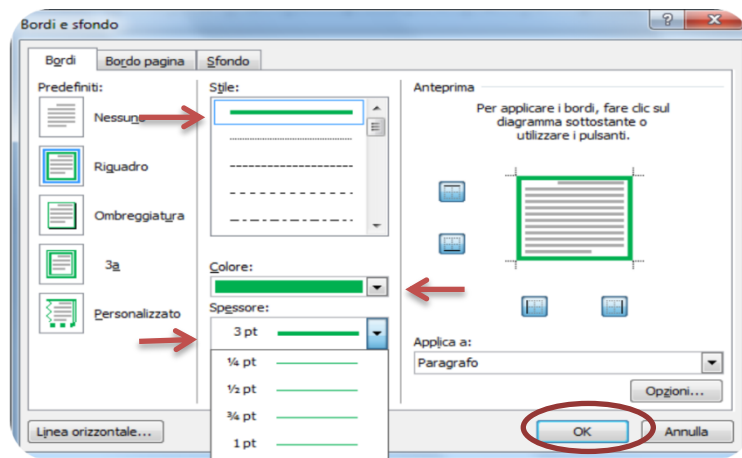 Bordi e sfondo
?
Bordi
Bordo pagina
Sfondo
Predefiniti:
Nessuno
Riquadro
Ombreggiatura
3a
Personalizzato
Stile:
Colore:
Spessore:
3 pt
¼ pt
½ pt
¾ pt
1 pt
Anteprima
Per applicare i bordi, fare clic sul
diagramma sottostante o
utilizzare i pulsanti.
Applica a:
Paragrafo
Opzioni...
Linea orizzontale...
OK
Annulla